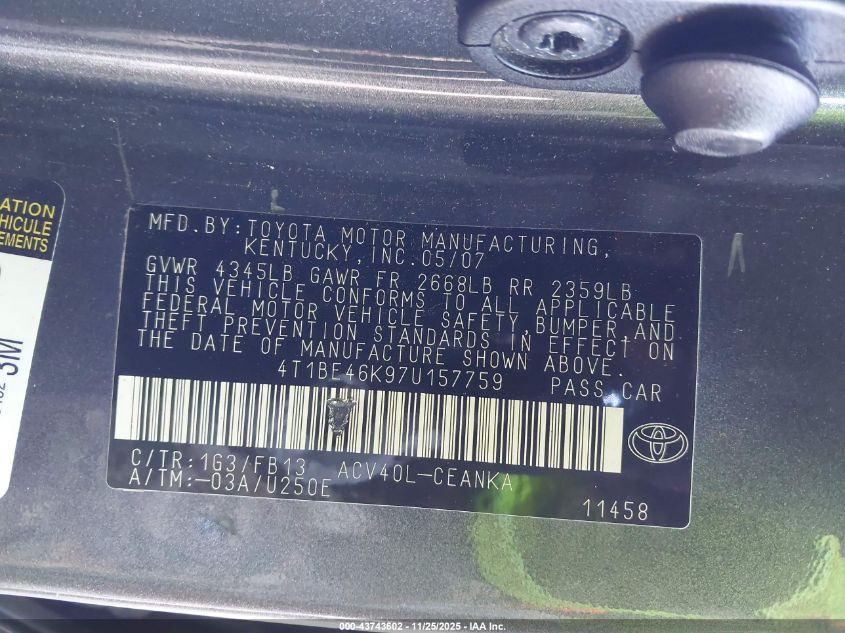 ATION
EHICULE
EMENTS
3M
MFD. BY: TOYOTA MOTOR MANUFACTURING,
KENTUCKY, INC. 05/07
GVWR 4345LB GAWR FR 2668LB RR 2359LB
THIS VEHICLE CONFORMS TO ALL APPLICABLE
FEDERAL MOTOR VEHICLE SAFETY, BUMPER, AND
THEFT PREVENTION STANDARDS IN EFFECT ON
THE DATE OF MANUFACTURE SHOWN ABOVE.
4T1BE46K97U157759 PASS CAR
C/TR: 1G3/FB13 ACV40L-CEANKA
A/TM:-03A/U250E
11458
000-43743602 - 11/25/2025 - IAA Inc.